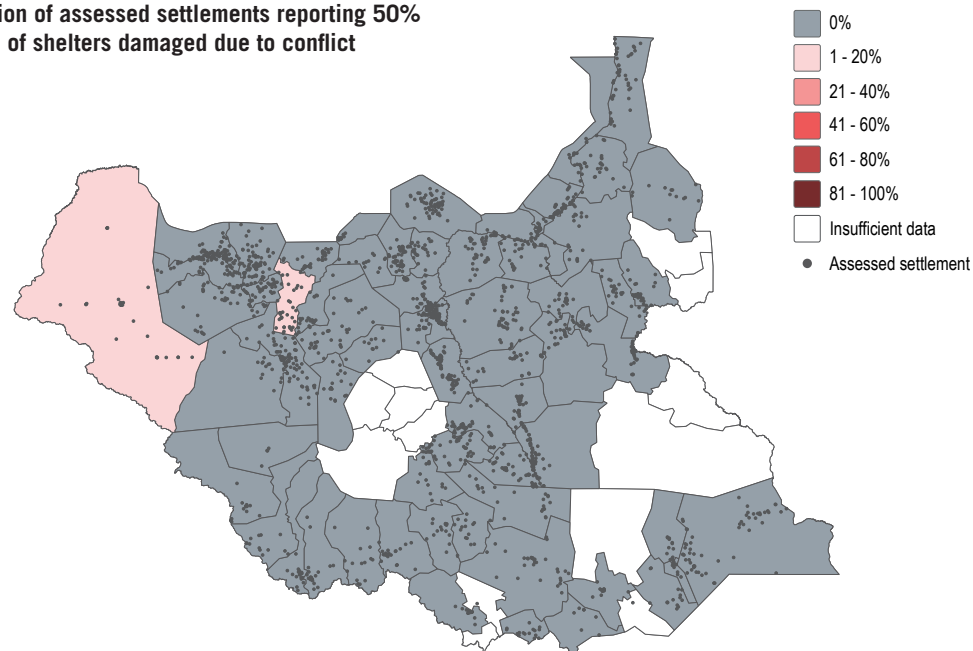 of assessed settlements reporting 50%
of shelters damaged due to conflict
0%
1 - 20%
21 - 40%
41 - 60%
61 - 80%
81 - 100%
Insufficient data
Assessed settlement